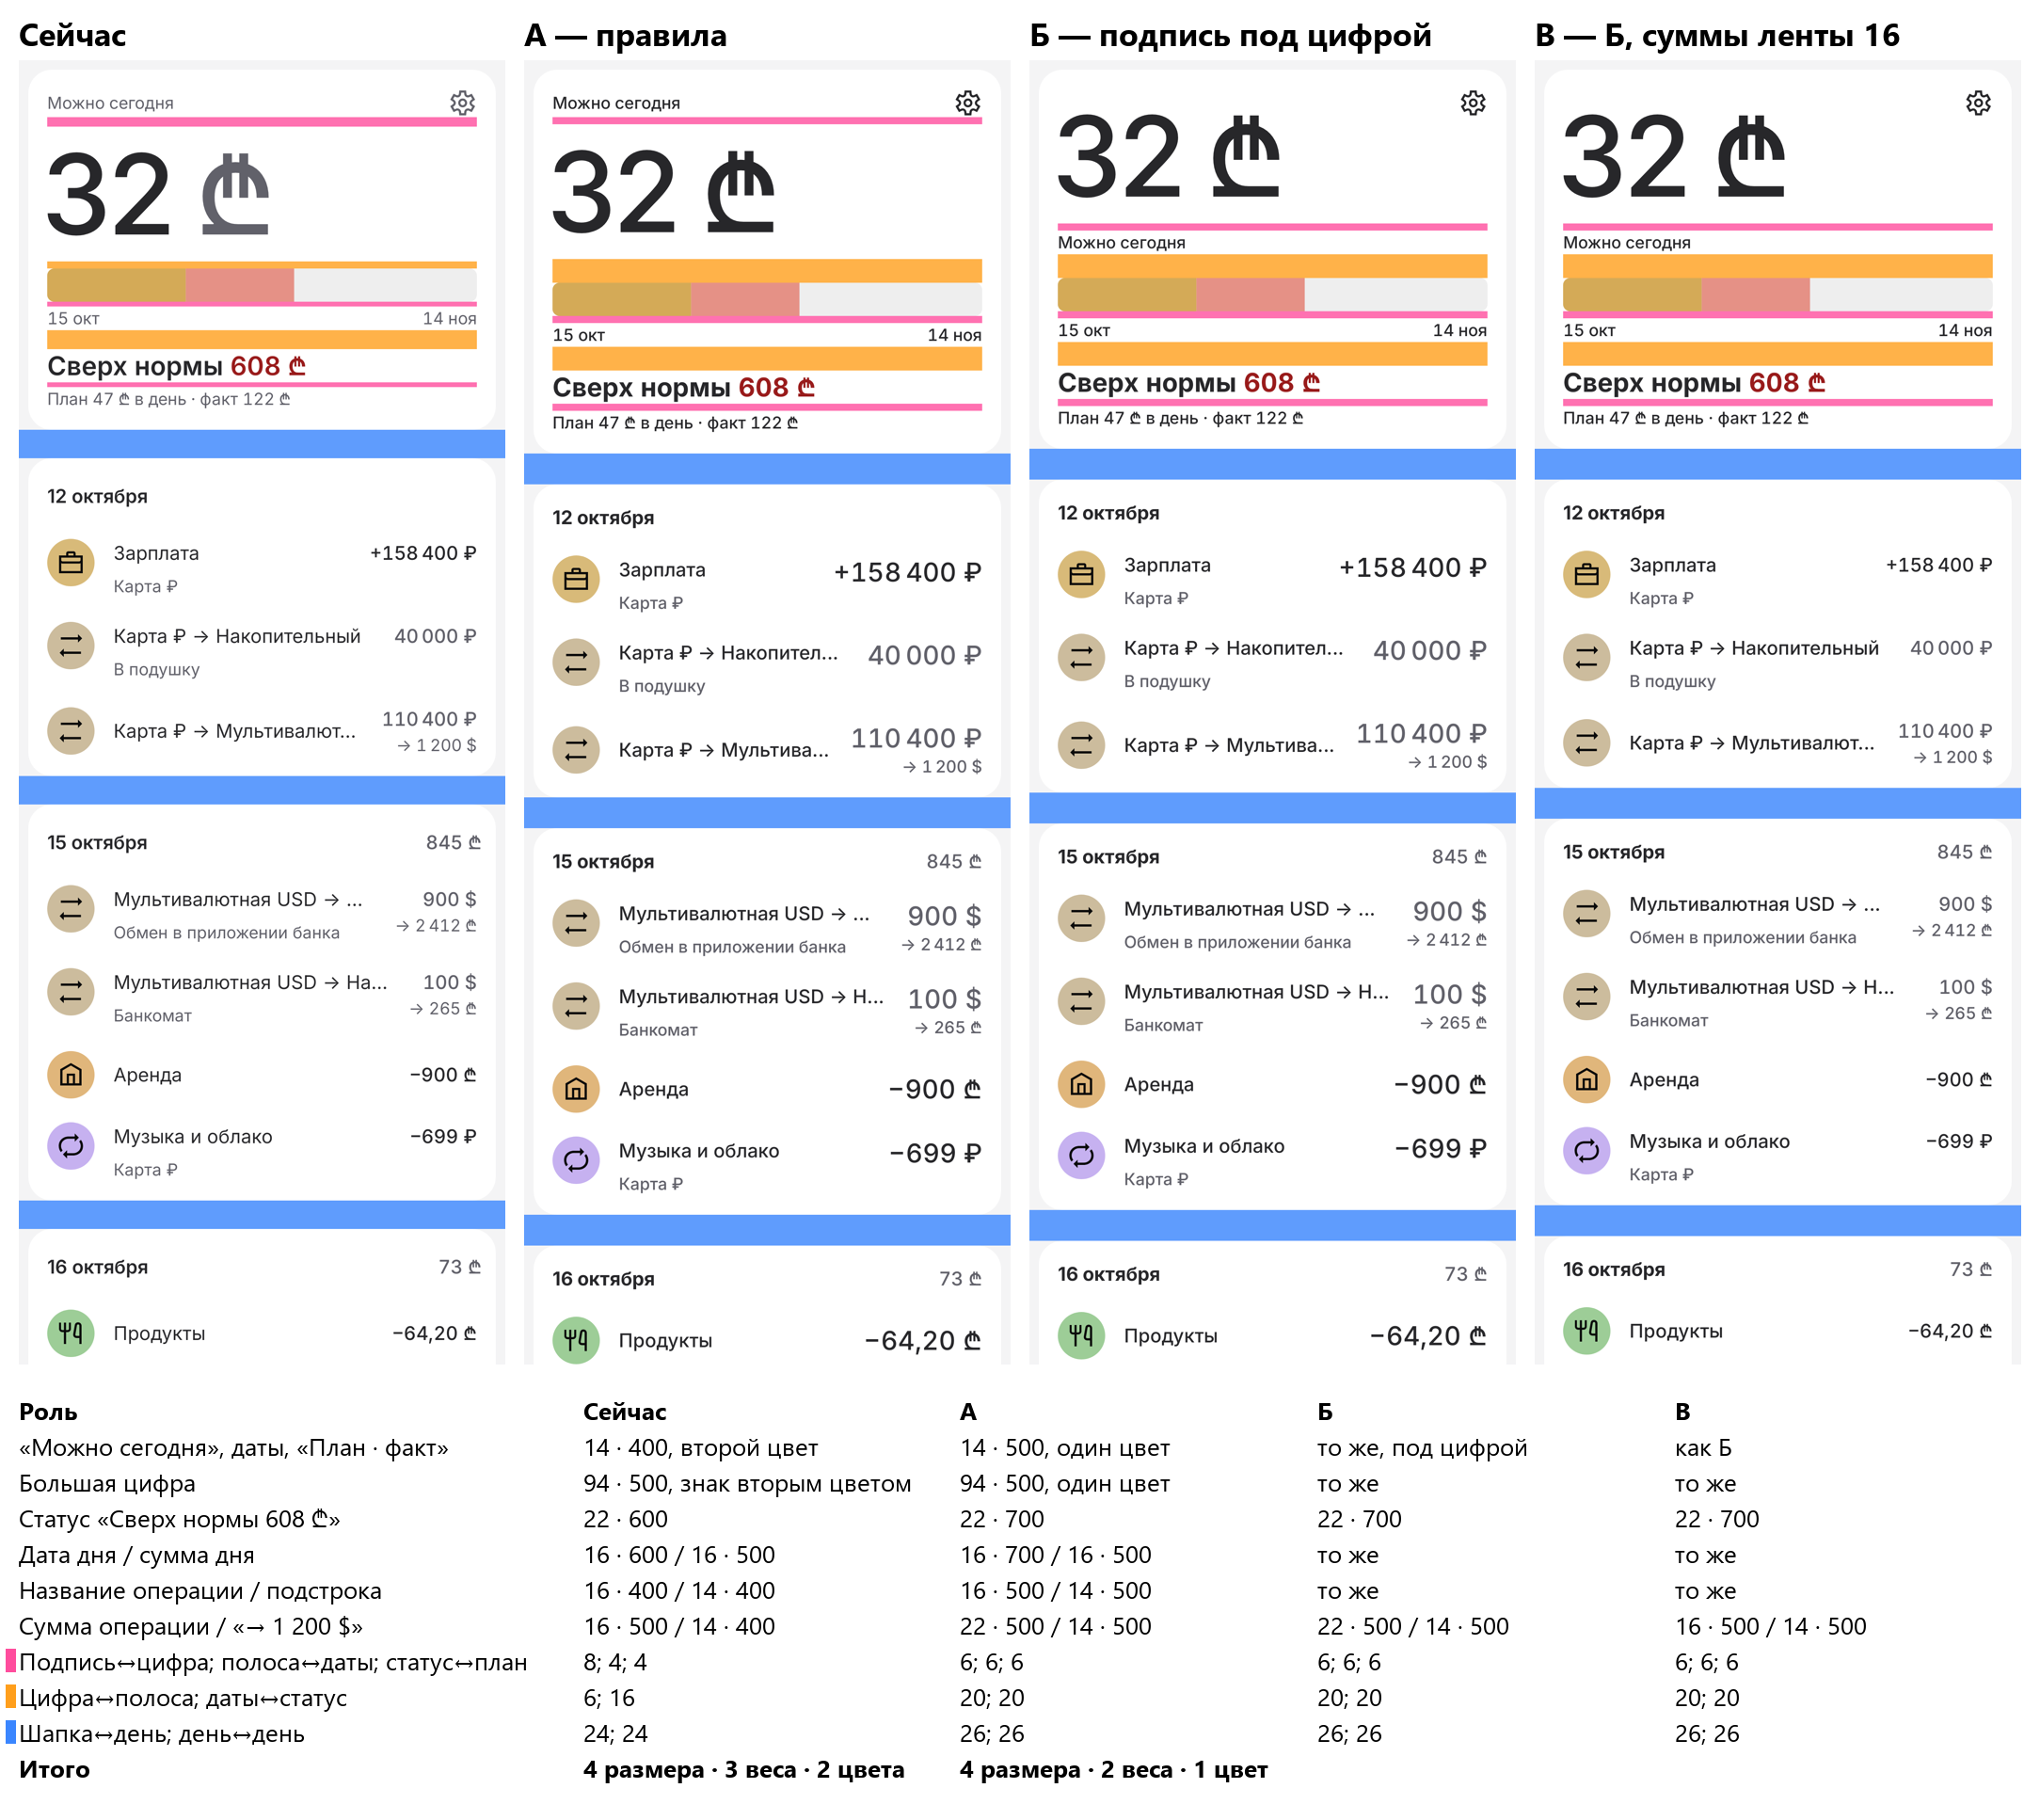 Сейчас
Можно сегодня
32 ₾
15 окт 14 ноя
Сверх нормы 608 ₾
План 47 ₾ в день · факт 122 ₾
12 октября
Зарплата +158 400 ₽
Карта ₽
Карта ₽ → Накопительный 40 000 ₽
В подушку
Карта ₽ → Мультивалют... 110 400 ₽
→ 1 200 $
15 октября 845 ₾
Мультивалютная USD → ... 900 $
Обмен в приложении банка → 2 412 ₾
Мультивалютная USD → На... 100 $
Банкомат → 265 ₾
Аренда −900 ₾
Музыка и облако −699 ₽
Карта ₽
16 октября 73 ₾
Продукты −64,20 ₾
А — правила
Можно сегодня
32 ₾
15 окт 14 ноя
Сверх нормы 608 ₾
План 47 ₾ в день · факт 122 ₾
12 октября
Зарплата +158 400 ₽
Карта ₽
Карта ₽ → Накопител... 40 000 ₽
В подушку
Карта ₽ → Мультива... 110 400 ₽
→ 1 200 $
15 октября 845 ₾
Мультивалютная USD → ... 900 $
Обмен в приложении банка → 2 412 ₾
Мультивалютная USD → Н... 100 $
Банкомат → 265 ₾
Аренда −900 ₾
Музыка и облако −699 ₽
Карта ₽
16 октября 73 ₾
Продукты −64,20 ₾
Б — подпись под цифрой
32 ₾
Можно сегодня
15 окт 14 ноя
Сверх нормы 608 ₾
План 47 ₾ в день · факт 122 ₾
12 октября
Зарплата +158 400 ₽
Карта ₽
Карта ₽ → Накопител... 40 000 ₽
В подушку
Карта ₽ → Мультива... 110 400 ₽
→ 1 200 $
15 октября 845 ₾
Мультивалютная USD → ... 900 $
Обмен в приложении банка → 2 412 ₾
Мультивалютная USD → Н... 100 $
Банкомат → 265 ₾
Аренда −900 ₾
Музыка и облако −699 ₽
Карта ₽
16 октября 73 ₾
Продукты −64,20 ₾
В — Б, суммы ленты 16
32 ₾
Можно сегодня
15 окт 14 ноя
Сверх нормы 608 ₾
План 47 ₾ в день · факт 122 ₾
12 октября
Зарплата +158 400 ₽
Карта ₽
Карта ₽ → Накопительный 40 000 ₽
В подушку
Карта ₽ → Мультивалют... 110 400 ₽
→ 1 200 $
15 октября 845 ₾
Мультивалютная USD → ... 900 $
Обмен в приложении банка → 2 412 ₾
Мультивалютная USD → Н... 100 $
Банкомат → 265 ₾
Аренда −900 ₾
Музыка и облако −699 ₽
Карта ₽
16 октября 73 ₾
Продукты −64,20 ₾
Роль Сейчас А Б В
«Можно сегодня», даты, «План · факт» 14 · 400, второй цвет 14 · 500, один цвет то же, под цифрой как Б
Большая цифра 94 · 500, знак вторым цветом 94 · 500, один цвет то же то же
Статус «Сверх нормы 608 ₾» 22 · 600 22 · 700 22 · 700 22 · 700
Дата дня / сумма дня 16 · 600 / 16 · 500 16 · 700 / 16 · 500 то же то же
Название операции / подстрока 16 · 400 / 14 · 400 16 · 500 / 14 · 500 то же то же
Сумма операции / «→ 1 200 $» 16 · 500 / 14 · 400 22 · 500 / 14 · 500 22 · 500 / 14 · 500 16 · 500 / 14 · 500
Подпись↔цифра; полоса↔даты; статус↔план 8; 4; 4 6; 6; 6 6; 6; 6 6; 6; 6
Цифра↔полоса; даты↔статус 6; 16 20; 20 20; 20 20; 20
Шапка↔день; день↔день 24; 24 26; 26 26; 26 26; 26
Итого 4 размера · 3 веса · 2 цвета 4 размера · 2 веса · 1 цвет